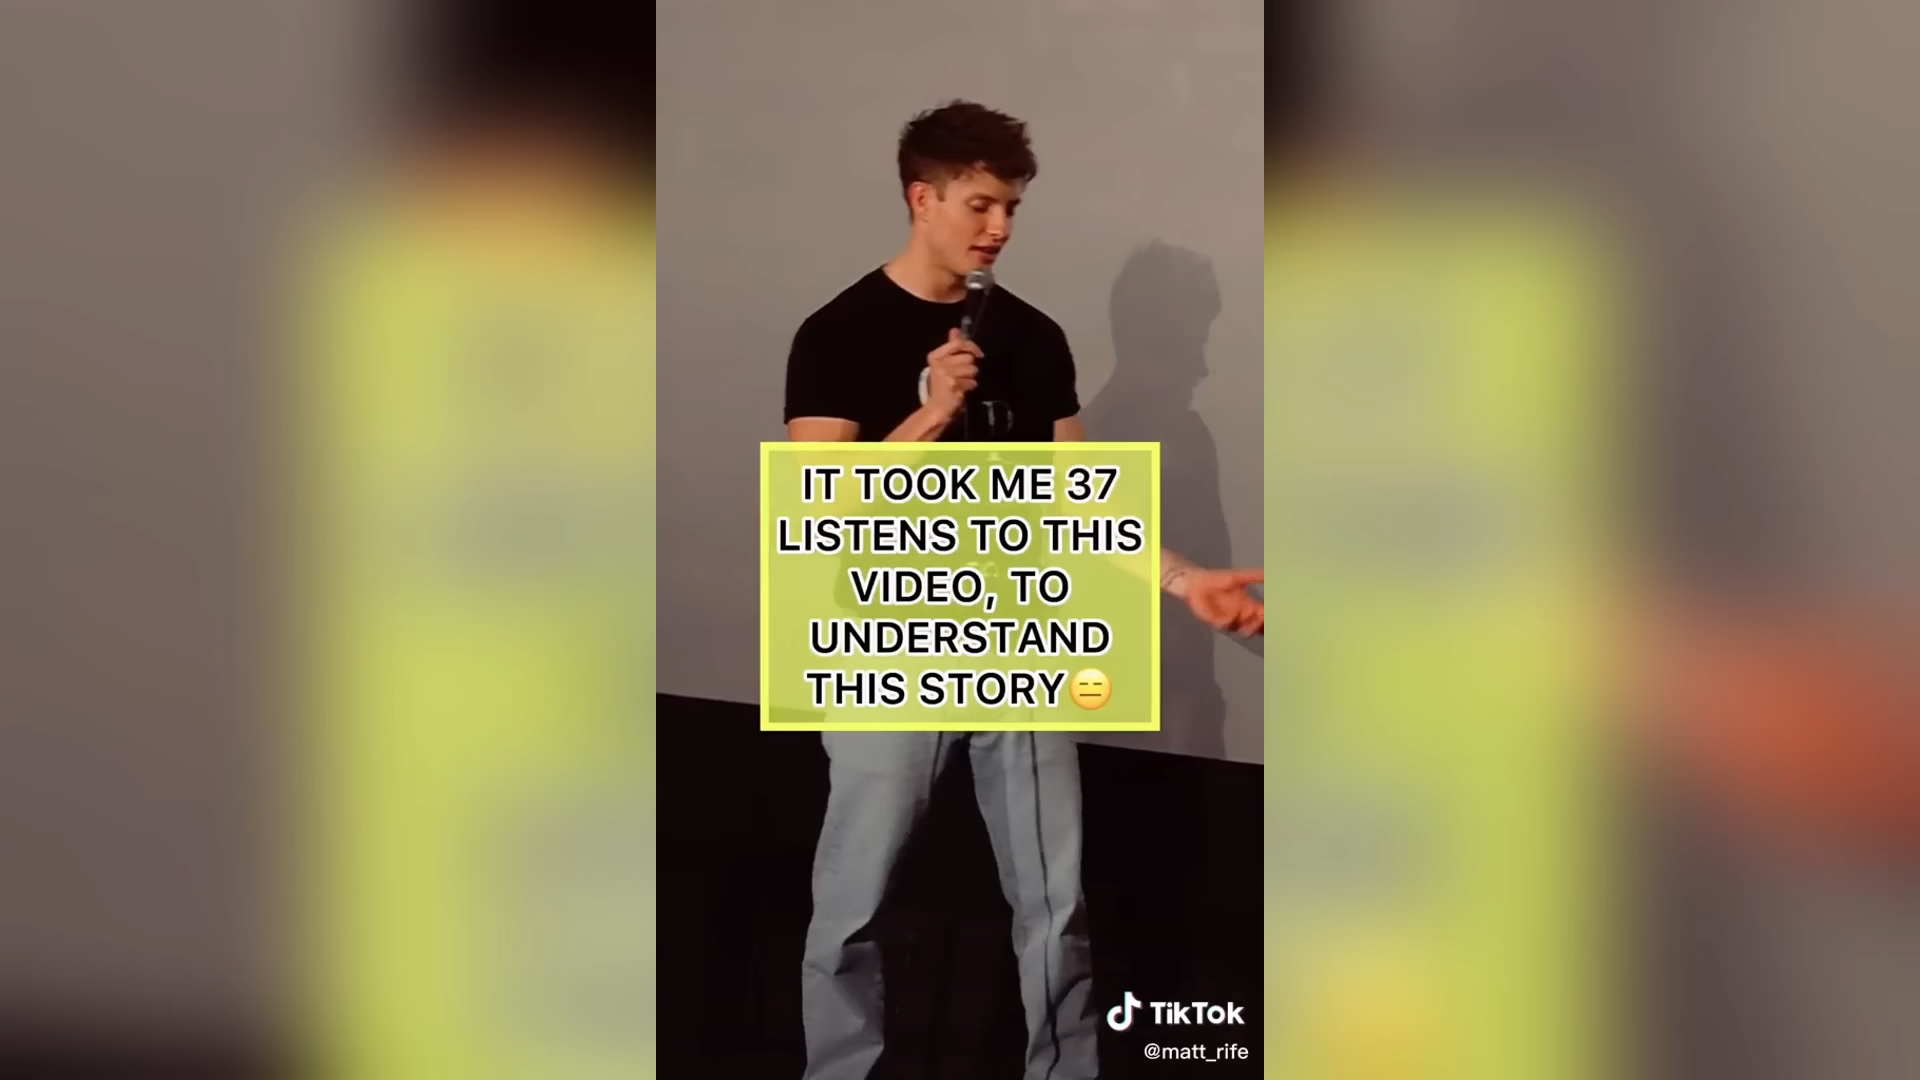 IT TOOK ME 37
LISTENS TO THIS
VIDEO, TO
UNDERSTAND
THIS STORY😑
TikTok
@matt_rife